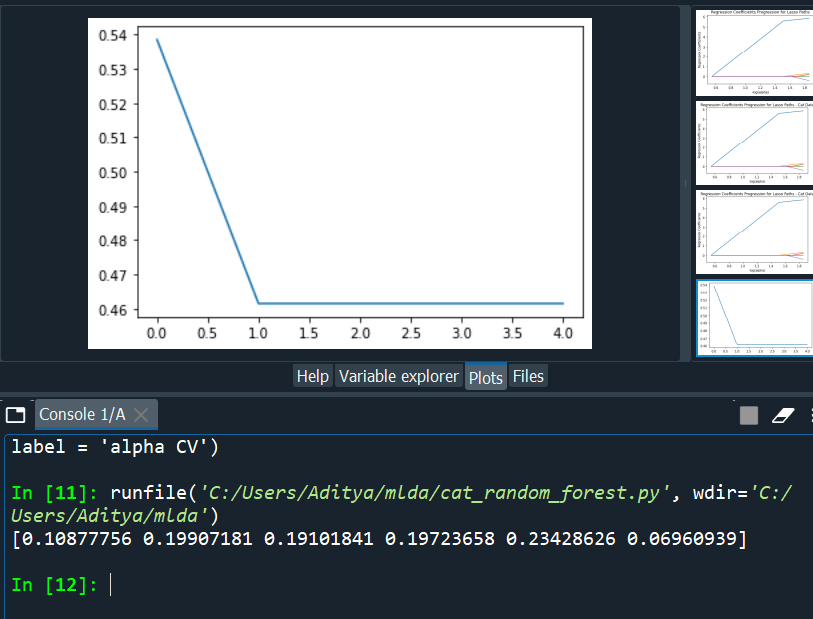 0.54
0.53
0.52
0.51
0.50
0.49
0.48
0.47
0.46
0.0 0.5 1.0 1.5 2.0 2.5 3.0 3.5 4.0
Regression Coefficients Progression for Lasso Paths
Regression Coefficients Progression for Lasso Paths - Cat Data
Regression Coefficients Progression for Lasso Paths - Cat Data
Help Variable explorer Plots Files
Console 1/A
label = 'alpha CV')
In [11]: runfile('C:/Users/Aditya/mlda/cat_random_forest.py', wdir='C:/
Users/Aditya/mlda')
[0.10877756 0.19907181 0.19101841 0.19723658 0.23428626 0.06960939]
In [12]: